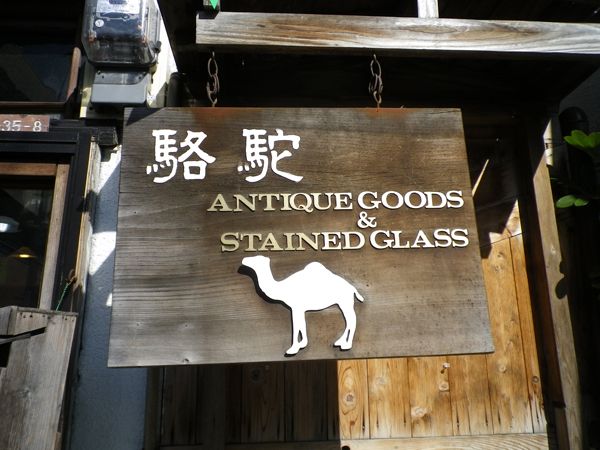 35-8
駱駝
ANTIQUE GOODS
&
STAINED GLASS